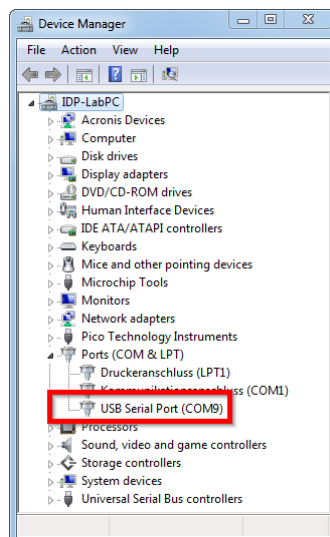 Device Manager
File Action View Help
IDP-LabPC
Acronis Devices
Computer
Disk drives
Display adapters
DVD/CD-ROM drives
Human Interface Devices
IDE ATA/ATAPI controllers
Keyboards
Mice and other pointing devices
Microchip Tools
Monitors
Network adapters
Pico Technology Instruments
Ports (COM & LPT)
Druckeranschluss (LPT1)
Kommunikationsanschluss (COM1)
USB Serial Port (COM9)
Processors
Sound, video and game controllers
Storage controllers
System devices
Universal Serial Bus controllers